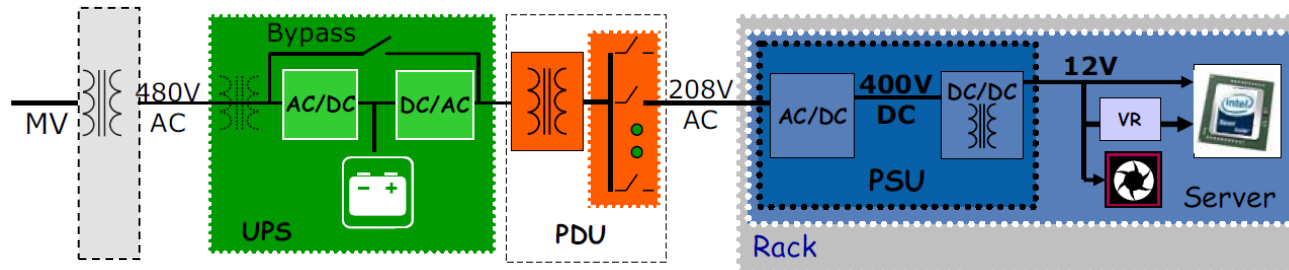 MV
480V
AC
Bypass
AC/DC
DC/AC
UPS
PDU
208V
AC
AC/DC
400V
DC
DC/DC
PSU
12V
VR
intel
Server
Rack